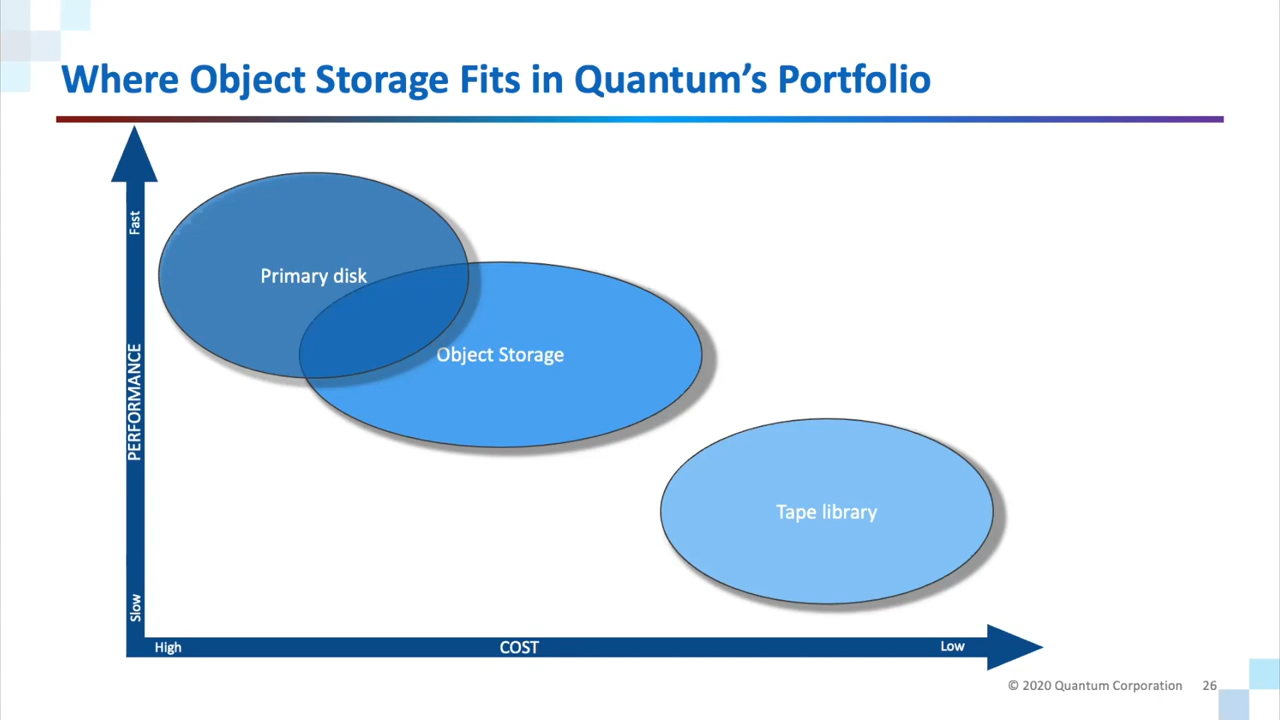 Where Object Storage Fits in Quantum's Portfolio
Fast
PERFORMANCE
Slow
Primary disk
Object Storage
Tape library
High
COST
Low
© 2020 Quantum Corporation 26